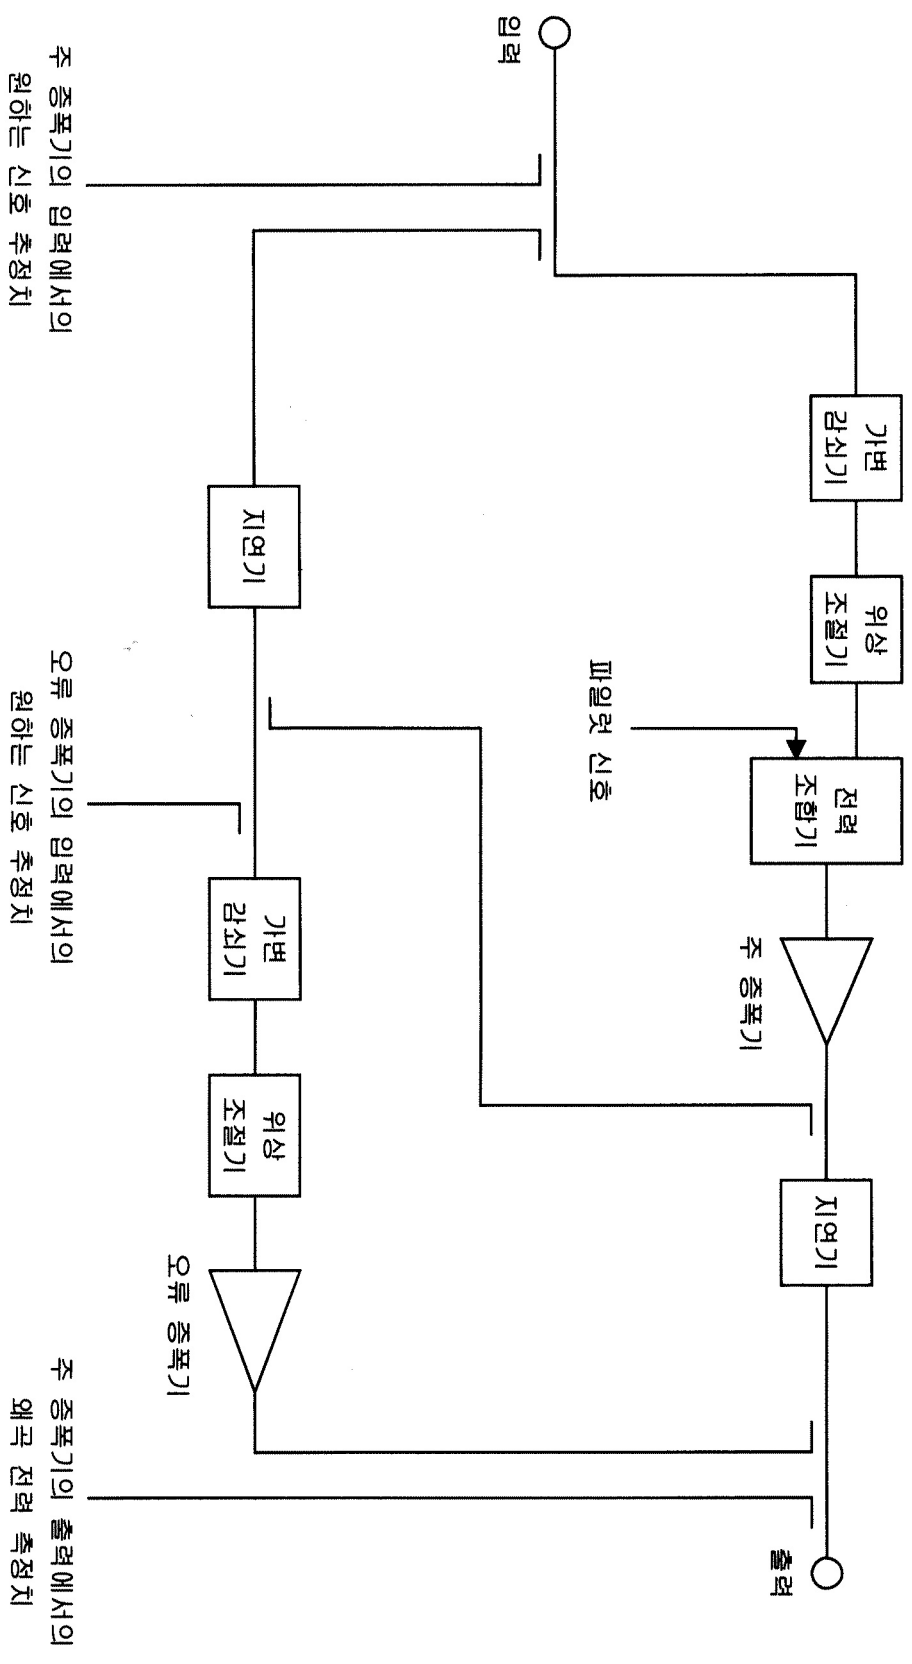 입력
가변
감쇠기
위상
조절기
전력
조합기
파일럿 신호
주 증폭기
지연기
출력
지연기
가변
감쇠기
위상
조절기
오류 증폭기
주 증폭기의 입력에서의
원하는 신호 추정치
오류 증폭기의 입력에서의
원하는 신호 추정치
주 증폭기의 출력에서의
왜곡 전력 측정치